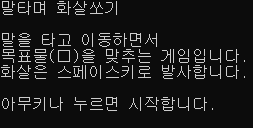 말타며 화살쏘기
말을 타고 이동하면서
목표물(□)을 맞추는 게임입니다.
화살은 스페이스키로 발사합니다.
아무키나 누르면 시작합니다.